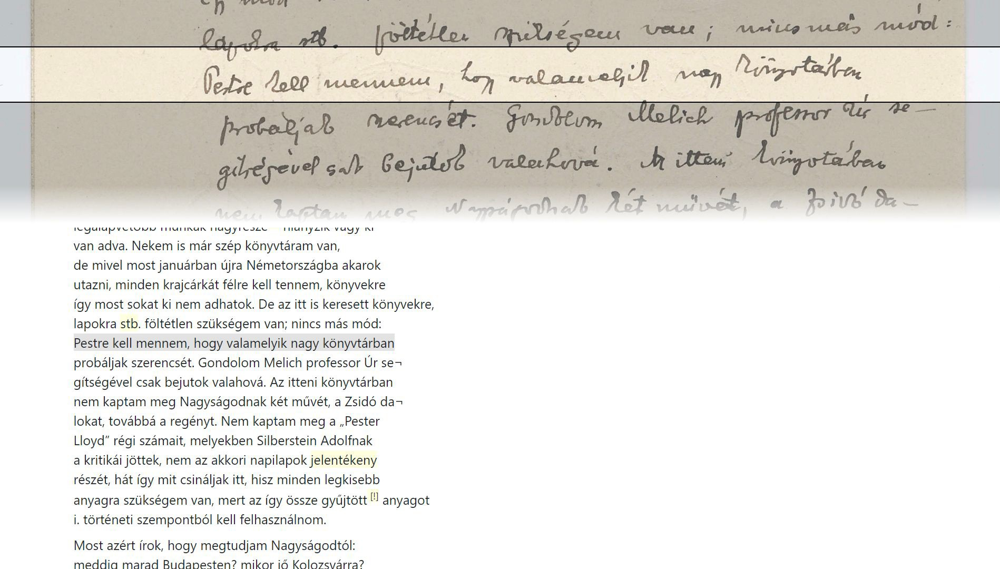 lapokra stb. föltétlen szükségem van; nincs más mód:
Pestre kell mennem, hogy valamelyik nagy könyvtárban
probáljak szerencsét. Gondolom Melich professor Úr se—
gítségével csak bejutok valahová. Az itteni könyvtárban
nem kaptam meg Nagyságodnak két művét, a Zsidó da—
legalapvetőbb munkák nagyrésze – hiányzik vagy ki
van adva. Nekem is már szép könyvtáram van,
de mivel most januárban újra Németországba akarok
utazni, minden krajcárkát félre kell tennem, könyvekre
így most sokat ki nem adhatok. De az itt is keresett könyvekre,
lapokra stb. föltétlen szükségem van; nincs más mód:
Pestre kell mennem, hogy valamelyik nagy könyvtárban
probáljak szerencsét. Gondolom Melich professor Úr se¬
gítségével csak bejutok valahová. Az itteni könyvtárban
nem kaptam meg Nagyságodnak két művét, a Zsidó da¬
lokat, továbbá a regényt. Nem kaptam meg a „Pester
Lloyd” régi számait, melyekben Silberstein Adolfnak
a kritikái jöttek, nem az akkori napilapok jelentékeny
részét, hát így mit csináljak itt, hisz minden legkisebb
anyagra szükségem van, mert az így össze gyűjtött [!] anyagot
i. történeti szempontból kell felhasználnom.
Most azért írok, hogy megtudjam Nagyságodtól:
meddig marad Budapesten? mikor jő Kolozsvárra?